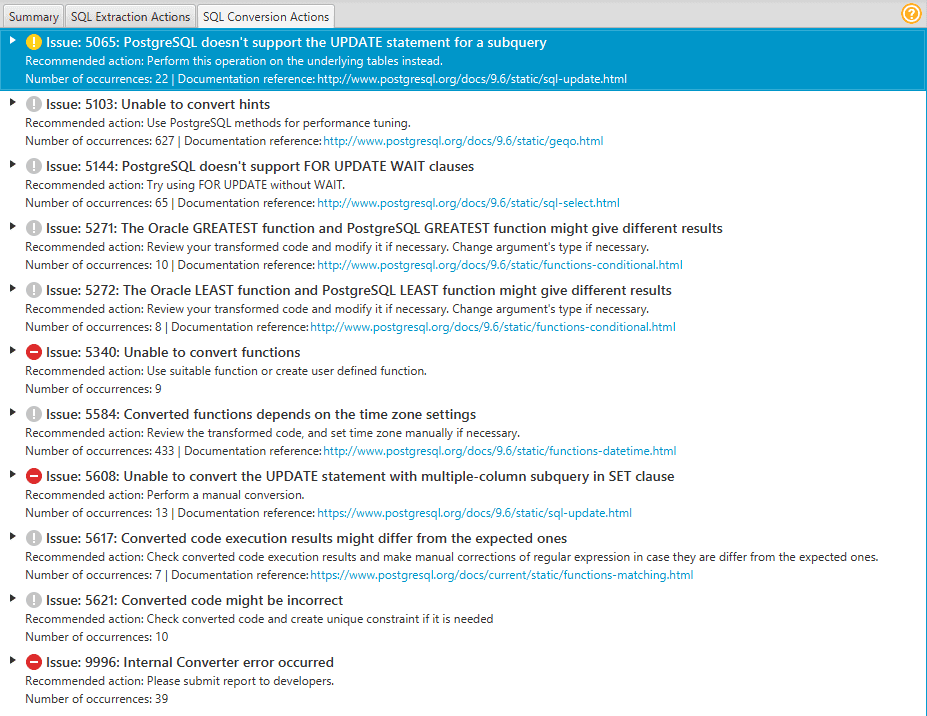 Summary SQL Extraction Actions SQL Conversion Actions ?
! Issue: 5065: PostgreSQL doesn't support the UPDATE statement for a subquery
Recommended action: Perform this operation on the underlying tables instead.
Number of occurrences: 22 | Documentation reference: http://www.postgresql.org/docs/9.6/static/sql-update.html
! Issue: 5103: Unable to convert hints
Recommended action: Use PostgreSQL methods for performance tuning.
Number of occurrences: 627 | Documentation reference: http://www.postgresql.org/docs/9.6/static/geqo.html
! Issue: 5144: PostgreSQL doesn't support FOR UPDATE WAIT clauses
Recommended action: Try using FOR UPDATE without WAIT.
Number of occurrences: 65 | Documentation reference: http://www.postgresql.org/docs/9.6/static/sql-select.html
! Issue: 5271: The Oracle GREATEST function and PostgreSQL GREATEST function might give different results
Recommended action: Review your transformed code and modify it if necessary. Change argument's type if necessary.
Number of occurrences: 10 | Documentation reference: http://www.postgresql.org/docs/9.6/static/functions-conditional.html
! Issue: 5272: The Oracle LEAST function and PostgreSQL LEAST function might give different results
Recommended action: Review your transformed code and modify it if necessary. Change argument's type if necessary.
Number of occurrences: 8 | Documentation reference: http://www.postgresql.org/docs/9.6/static/functions-conditional.html
Issue: 5340: Unable to convert functions
Recommended action: Use suitable function or create user defined function.
Number of occurrences: 9
! Issue: 5584: Converted functions depends on the time zone settings
Recommended action: Review the transformed code, and set time zone manually if necessary.
Number of occurrences: 433 | Documentation reference: http://www.postgresql.org/docs/9.6/static/functions-datetime.html
Issue: 5608: Unable to convert the UPDATE statement with multiple-column subquery in SET clause
Recommended action: Perform a manual conversion.
Number of occurrences: 13 | Documentation reference: https://www.postgresql.org/docs/9.6/static/sql-update.html
! Issue: 5617: Converted code execution results might differ from the expected ones
Recommended action: Check converted code execution results and make manual corrections of regular expression in case they are differ from the expected ones.
Number of occurrences: 7 | Documentation reference: https://www.postgresql.org/docs/current/static/functions-matching.html
! Issue: 5621: Converted code might be incorrect
Recommended action: Check converted code and create unique constraint if it is needed
Number of occurrences: 10
Issue: 9996: Internal Converter error occurred
Recommended action: Please submit report to developers.
Number of occurrences: 39